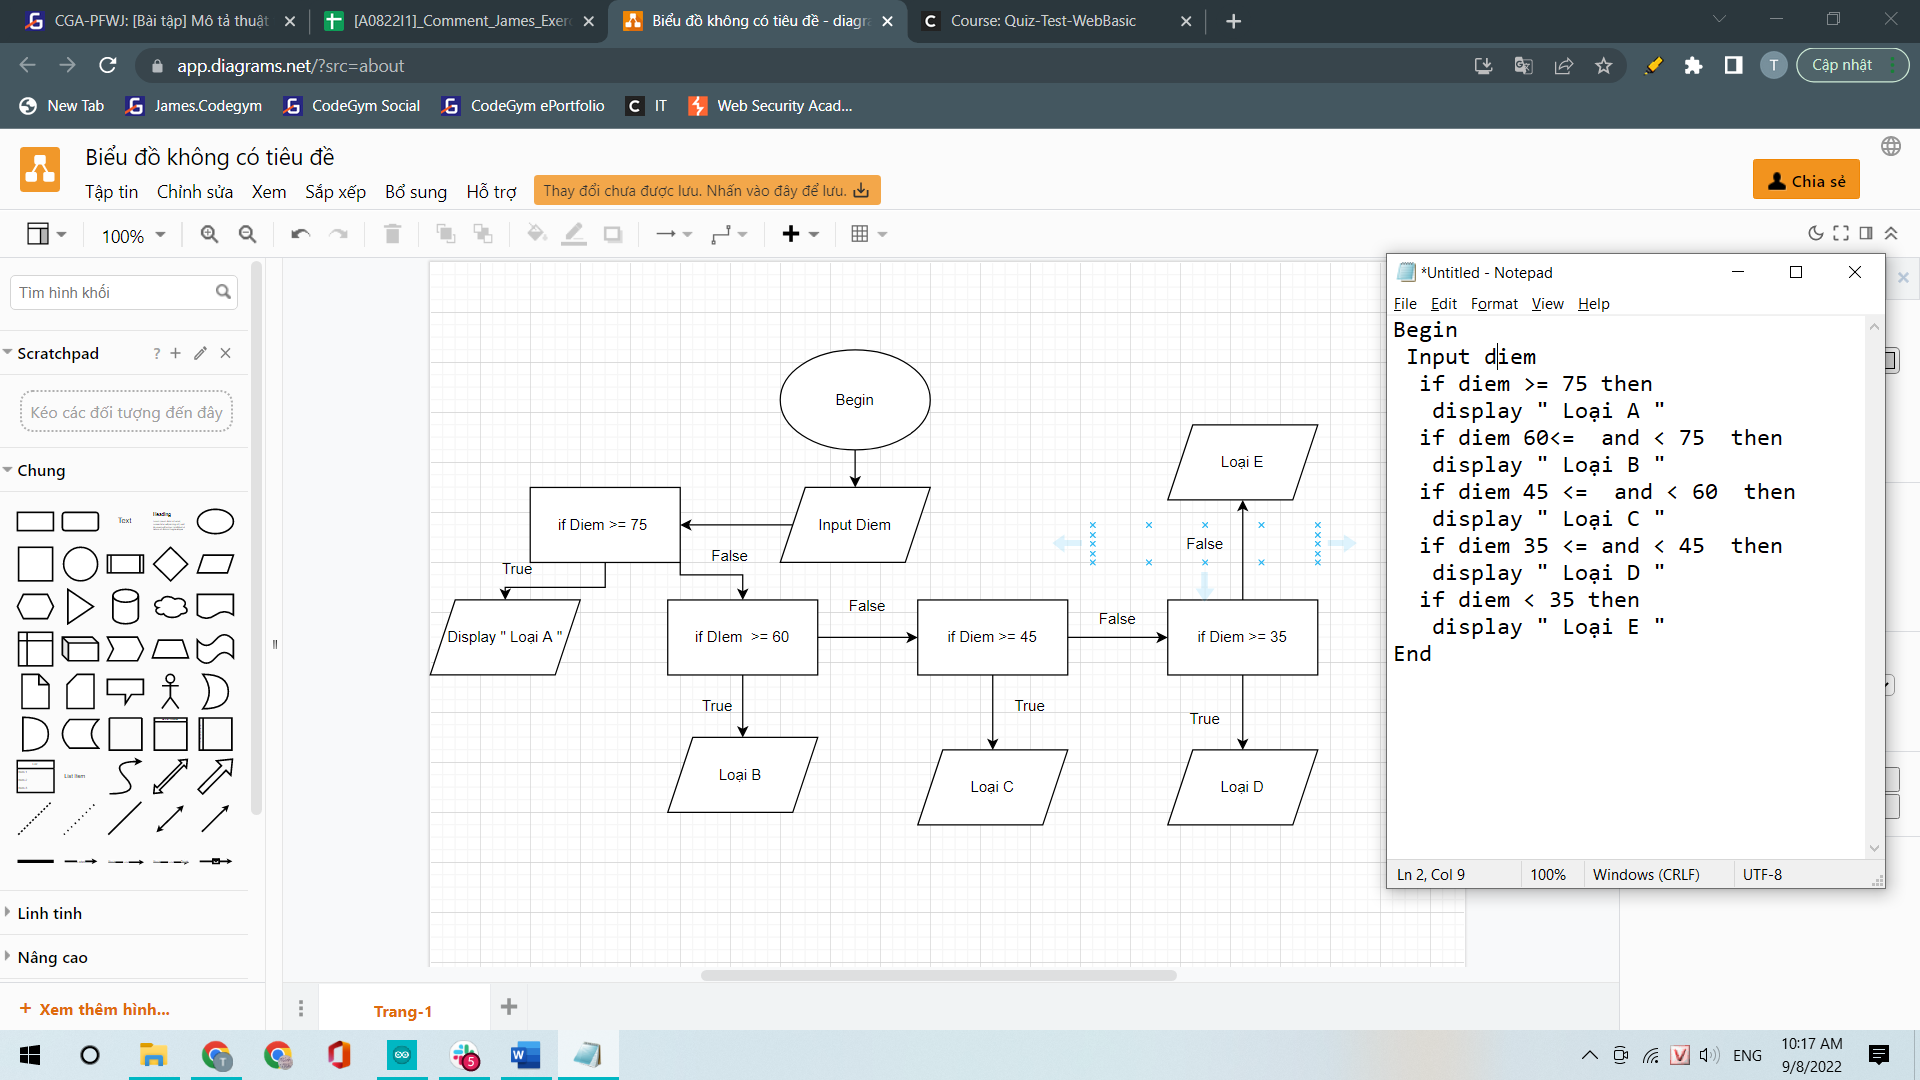 CGA-PFWJ: [Bài tập] Mô tả thuật
[A0822I1]_Comment_James_Exer
Biểu đồ không có tiêu đề - diagra
Course: Quiz-Test-WebBasic
app.diagrams.net/?src=about
T
Cập nhật
New Tab
James.Codegym
CodeGym Social
CodeGym ePortfolio
IT
Web Security Acad...
Biểu đồ không có tiêu đề
Tập tin
Chỉnh sửa
Xem
Sắp xếp
Bổ sung
Hỗ trợ
Thay đổi chưa được lưu. Nhấn vào đây để lưu.
Chia sẻ
100%
Tìm hình khối
Scratchpad
?
Kéo các đối tượng đến đây
Chung
Text
Heading
List Item
Linh tinh
Nâng cao
+ Xem thêm hình...
Begin
Input Diem
if Diem >= 75
True
False
Display " Loại A "
if DIem >= 60
False
if Diem >= 45
False
if Diem >= 35
False
Loại E
True
Loại B
True
Loại C
True
Loại D
Trang-1
*Untitled - Notepad
File Edit Format View Help
Begin
Input diem
if diem >= 75 then
display " Loại A "
if diem 60<=  and < 75  then
display " Loại B "
if diem 45 <=  and < 60  then
display " Loại C "
if diem 35 <= and < 45  then
display " Loại D "
if diem < 35 then
display " Loại E "
End
Ln 2, Col 9
100%
Windows (CRLF)
UTF-8
T
5
W
V
ENG
10:17 AM
9/8/2022